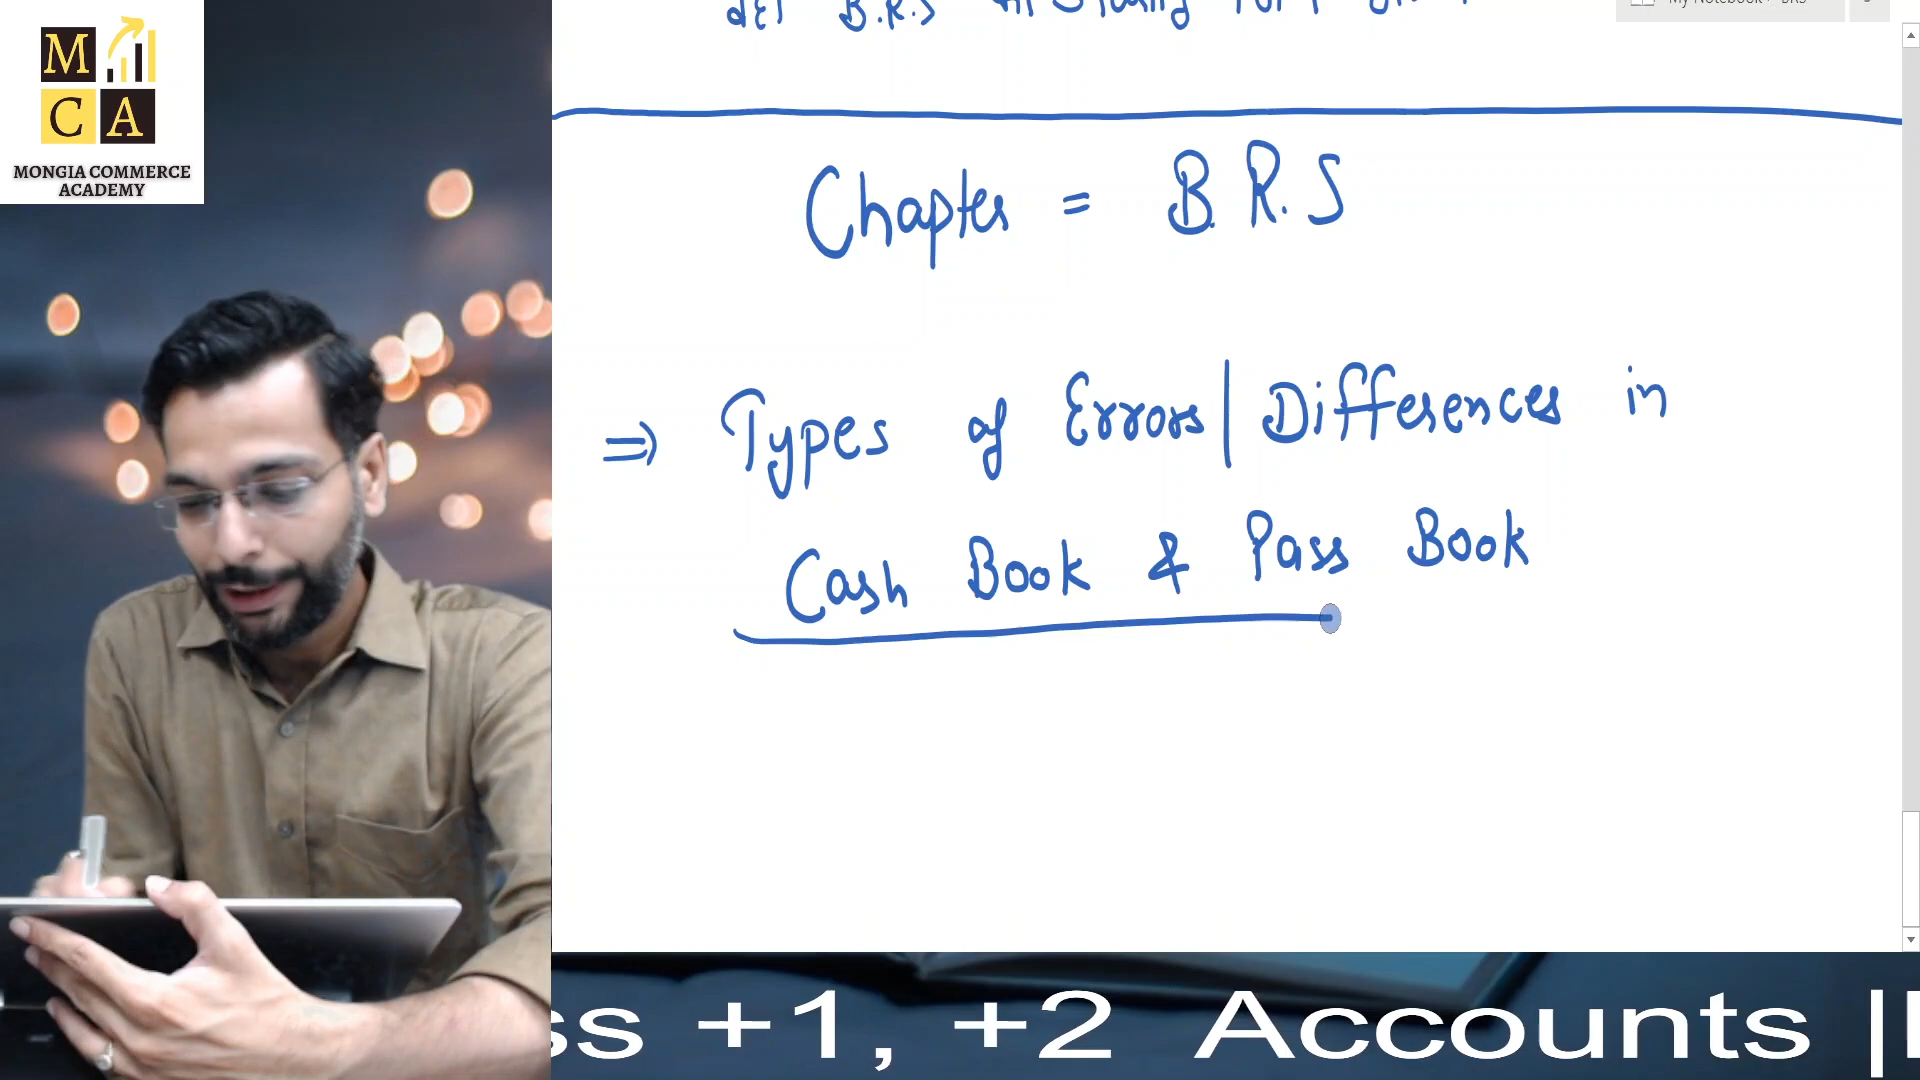 M
C A
MONGIA COMMERCE
ACADEMY
B.R.S
Chapter = B.R.S
⇒ Types of Errors | Differences in
Cash Book & Pass Book
ss +1, +2 Accounts |